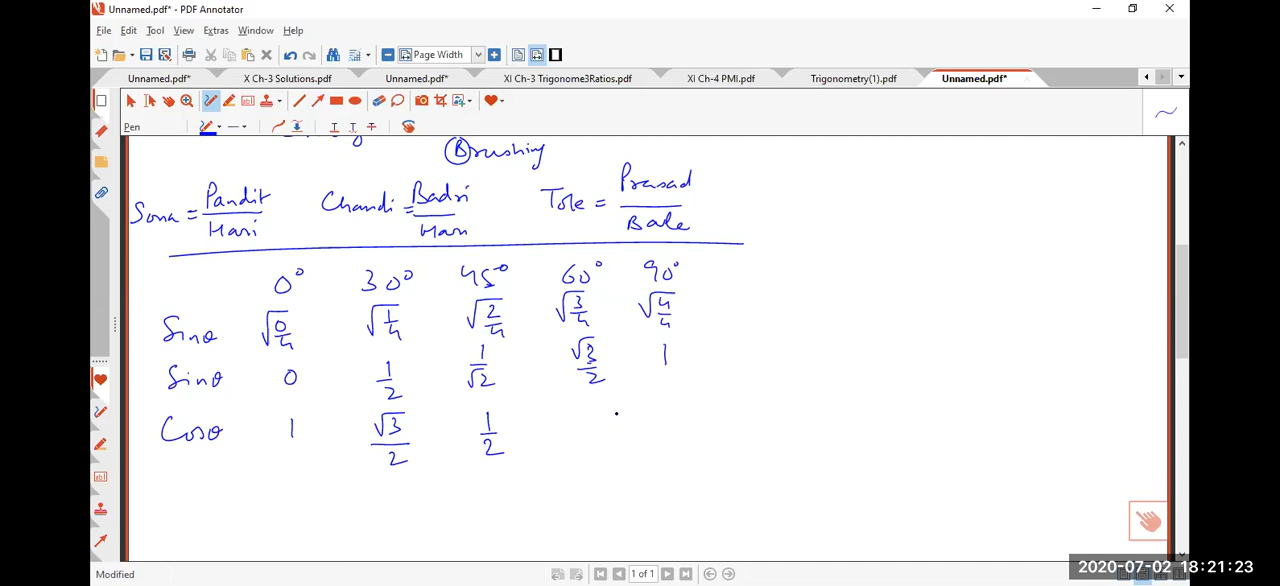 Unnamed.pdf* - PDF Annotator
File Edit Tool View Extras Window Help
Page Width
Unnamed.pdf* X Ch-3 Solutions.pdf Unnamed.pdf* XI Ch-3 Trigonome3Ratios.pdf XI Ch-4 PMI.pdf Trigonometry(1).pdf Unnamed.pdf*
Pen
Brushing
Sona = Pandit/Hari Chandi = Badri/Hari Tole = Prasad/Bale
0° 30° 45° 60° 90°
Sinθ √(0/4) √(1/4) √(2/4) √(3/4) √(4/4)
Sinθ 0 1/2 1/√2 √3/2 1
Cosθ 1 √3/2 1/2
1 of 1
2020-07-02 18:21:23
Modified